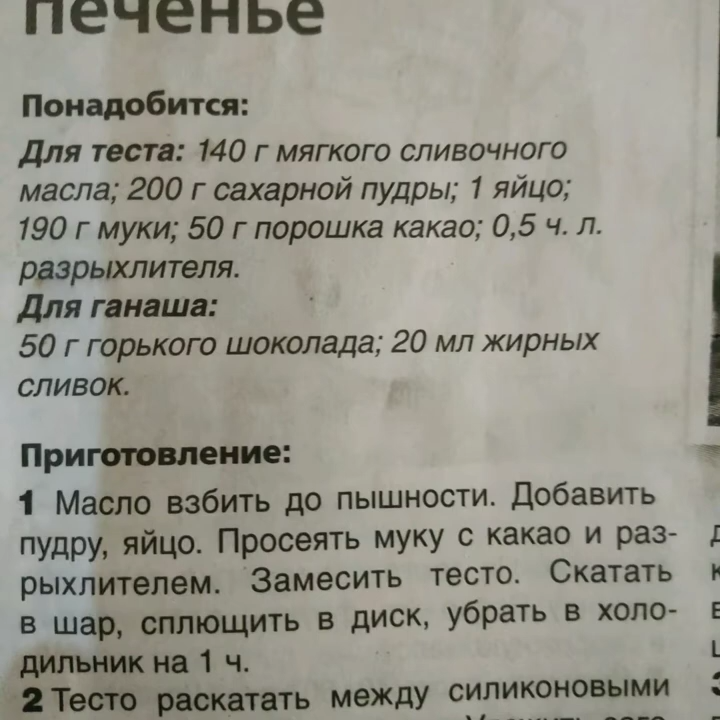 печенье
Понадобится:
Для теста: 140 г мягкого сливочного
масла; 200 г сахарной пудры; 1 яйцо;
190 г муки; 50 г порошка какао; 0,5 ч. л.
разрыхлителя.
Для ганаша:
50 г горького шоколада; 20 мл жирных
сливок.
Приготовление:
1 Масло взбить до пышности. Добавить
пудру, яйцо. Просеять муку с какао и раз-
рыхлителем. Замесить тесто. Скатать
в шар, сплющить в диск, убрать в холо-
дильник на 1 ч.
2 Тесто раскатать между силиконовыми